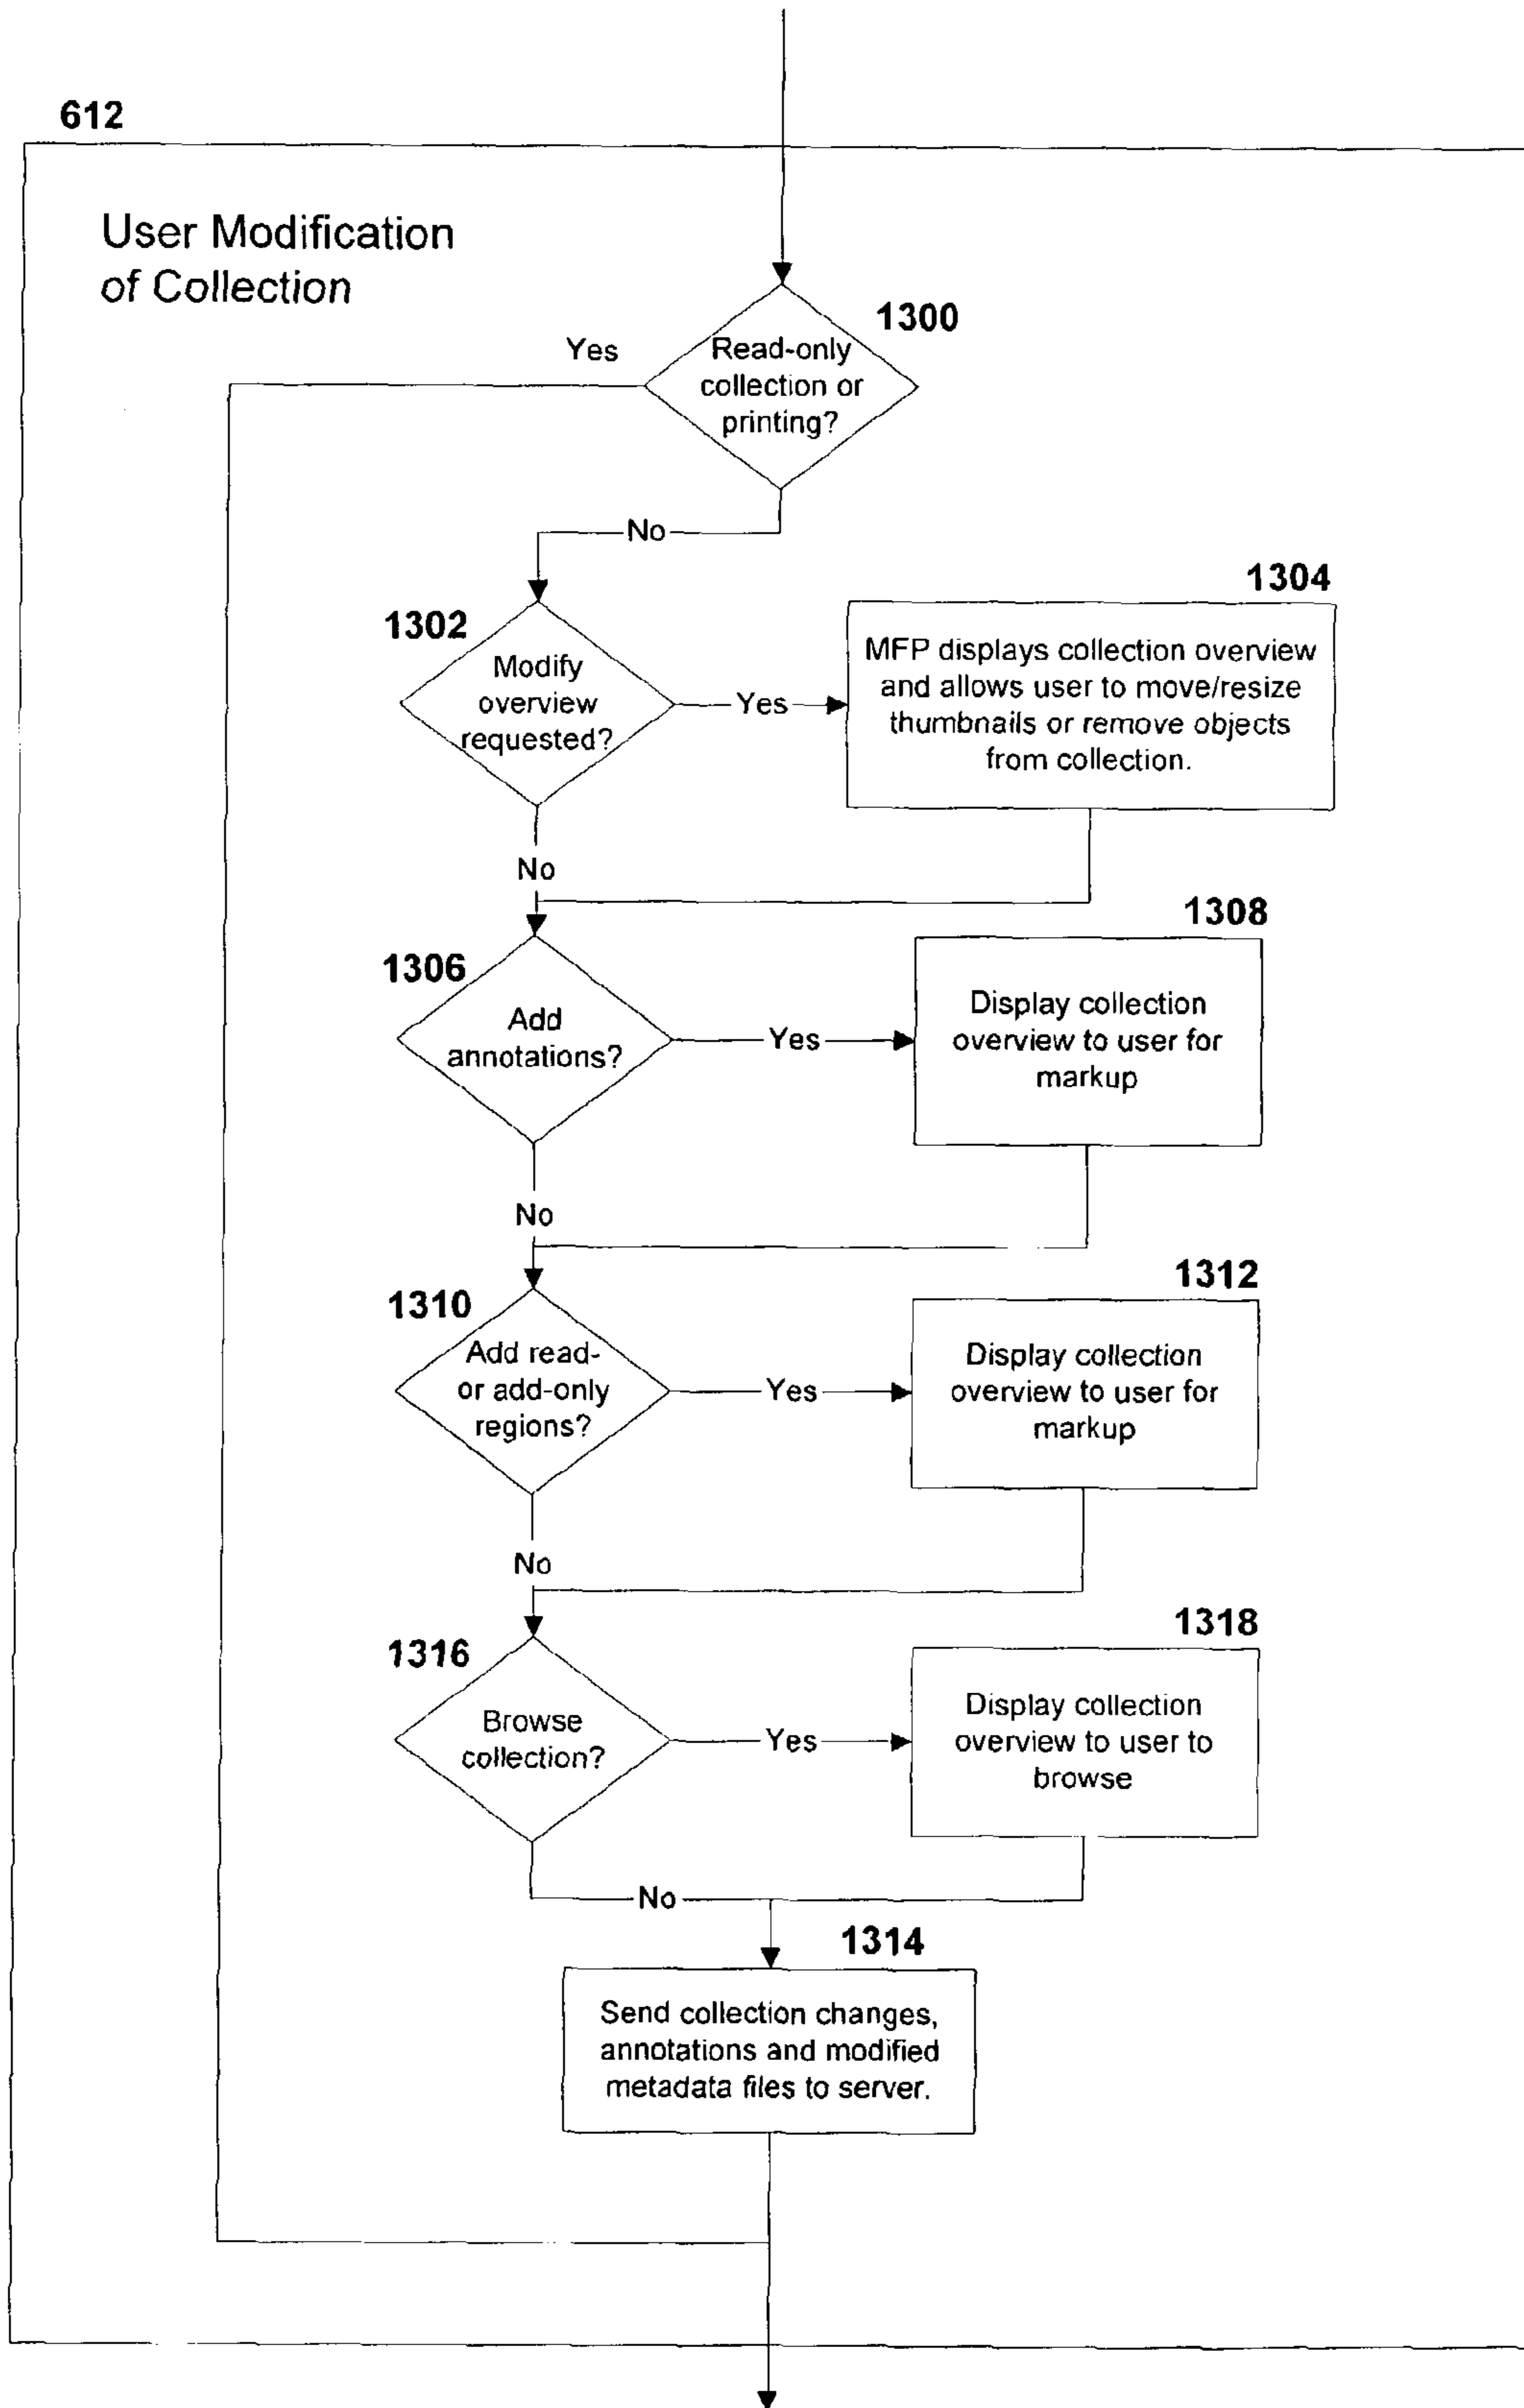 612
User Modification
of Collection
1300
Yes
Read-only
collection or
printing?
No
1304
1302
Modify
overview
requested?
Yes
MFP displays collection overview
and allows user to move/resize
thumbnails or remove objects
from collection.
No
1308
1306
Add
annotations?
Yes
Display collection
overview to user for
markup
No
1312
1310
Add read-
or add-only
regions?
Yes
Display collection
overview to user for
markup
No
1318
1316
Browse
collection?
Yes
Display collection
overview to user to
browse
No
1314
Send collection changes,
annotations and modified
metadata files to server.